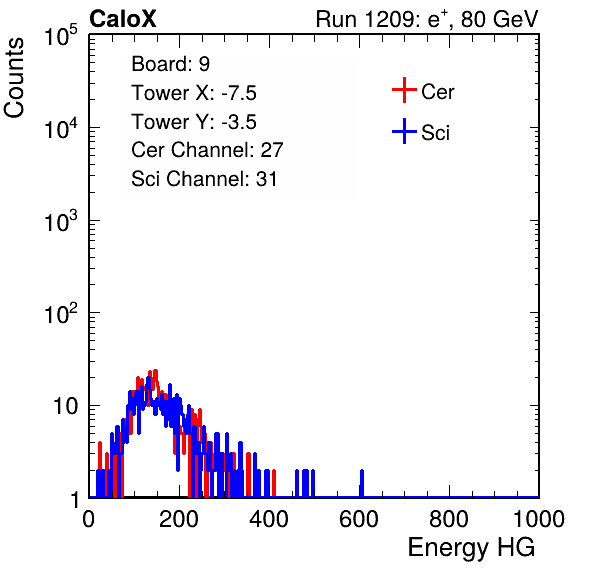 CaloX Run 1209: e⁺, 80 GeV
Counts
10⁵
10⁴
10³
10²
10
1
Board: 9
Tower X: -7.5
Tower Y: -3.5
Cer Channel: 27
Sci Channel: 31
Cer
Sci
0 200 400 600 800 1000
Energy HG